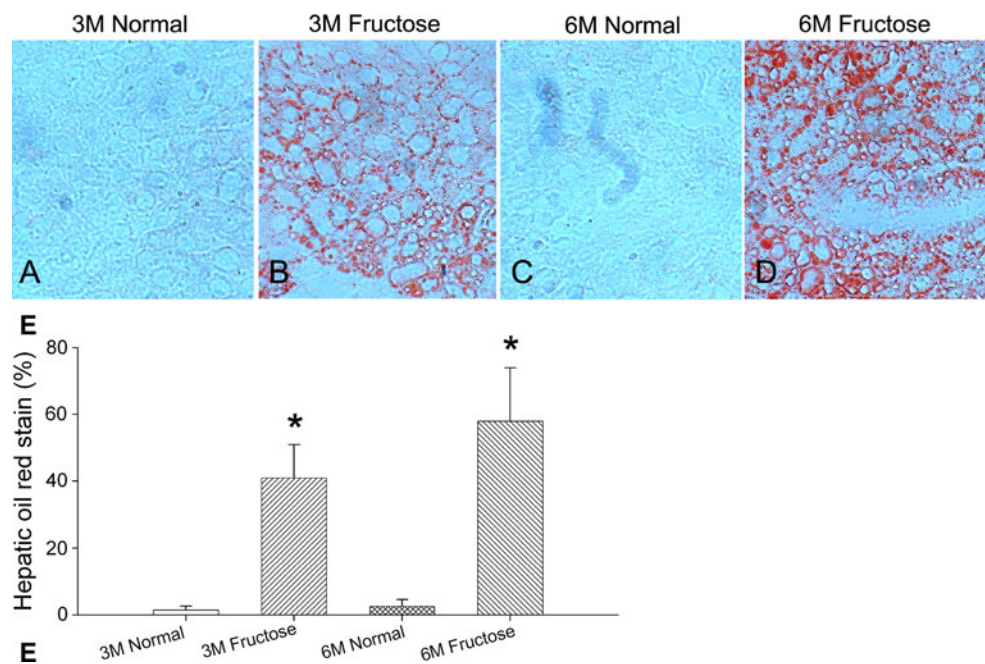 3M Normal
3M Fructose
6M Normal
6M Fructose
A
B
C
D
E
Hepatic oil red stain (%)
80
60
40
20
0
*
*
3M Normal
3M Fructose
6M Normal
6M Fructose
E